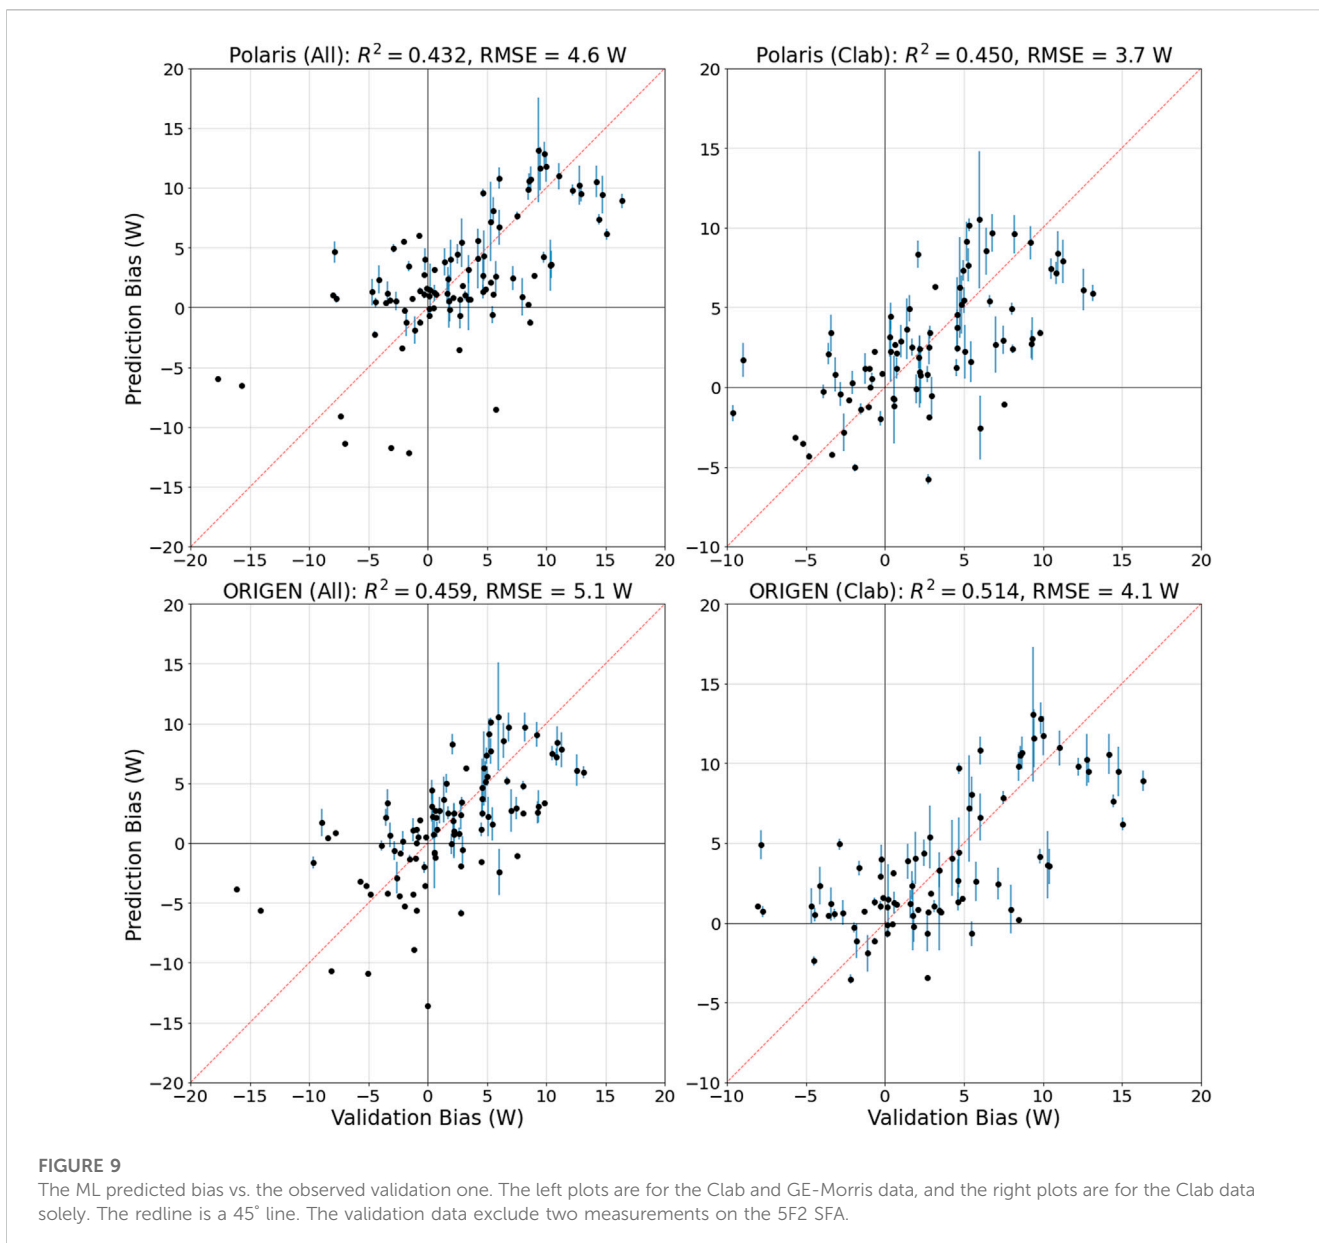 Polaris (All): R² = 0.432, RMSE = 4.6 W
Polaris (Clab): R² = 0.450, RMSE = 3.7 W
Prediction Bias (W)
20
15
10
5
0
−5
−10
−15
−20
−20 −15 −10 −5 0 5 10 15 20
20
15
10
5
0
−5
−10
−10 −5 0 5 10 15 20
ORIGEN (All): R² = 0.459, RMSE = 5.1 W
ORIGEN (Clab): R² = 0.514, RMSE = 4.1 W
Prediction Bias (W)
20
15
10
5
0
−5
−10
−15
−20
−20 −15 −10 −5 0 5 10 15 20
Validation Bias (W)
20
15
10
5
0
−5
−10
−10 −5 0 5 10 15 20
Validation Bias (W)
FIGURE 9
The ML predicted bias vs. the observed validation one. The left plots are for the Clab and GE-Morris data, and the right plots are for the Clab data
solely. The redline is a 45° line. The validation data exclude two measurements on the 5F2 SFA.